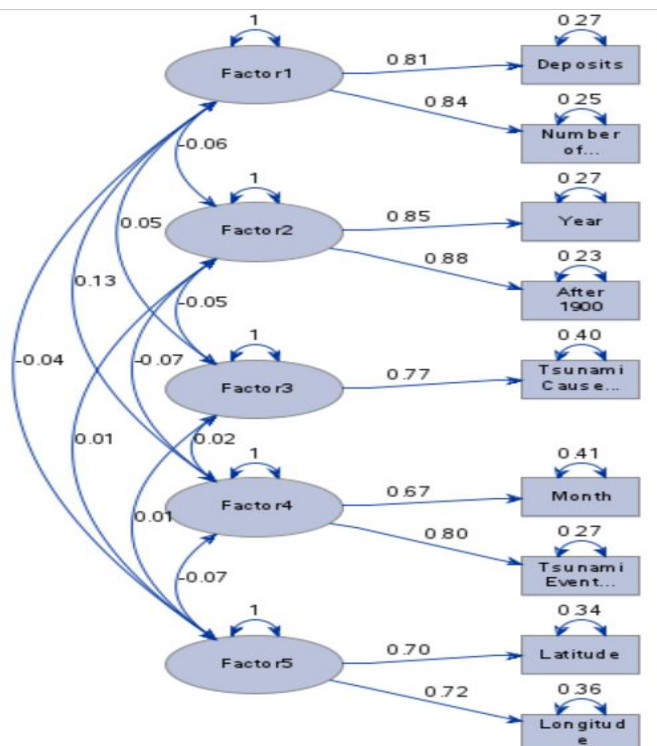 1
0.27
Factor1
0.81
Deposits
0.84
0.25
Number
of...
-0.06
1
0.27
Factor2
0.85
Year
0.05
0.88
0.23
After
1900
0.13
-0.05
1
0.40
-0.04
-0.07
Factor3
0.77
Tsunami
Cause...
0.01
0.02
1
0.41
Factor4
0.67
Month
0.01
0.80
0.27
Tsunami
Event...
-0.07
1
0.34
Factor5
0.70
Latitude
0.72
0.36
Longitud
e